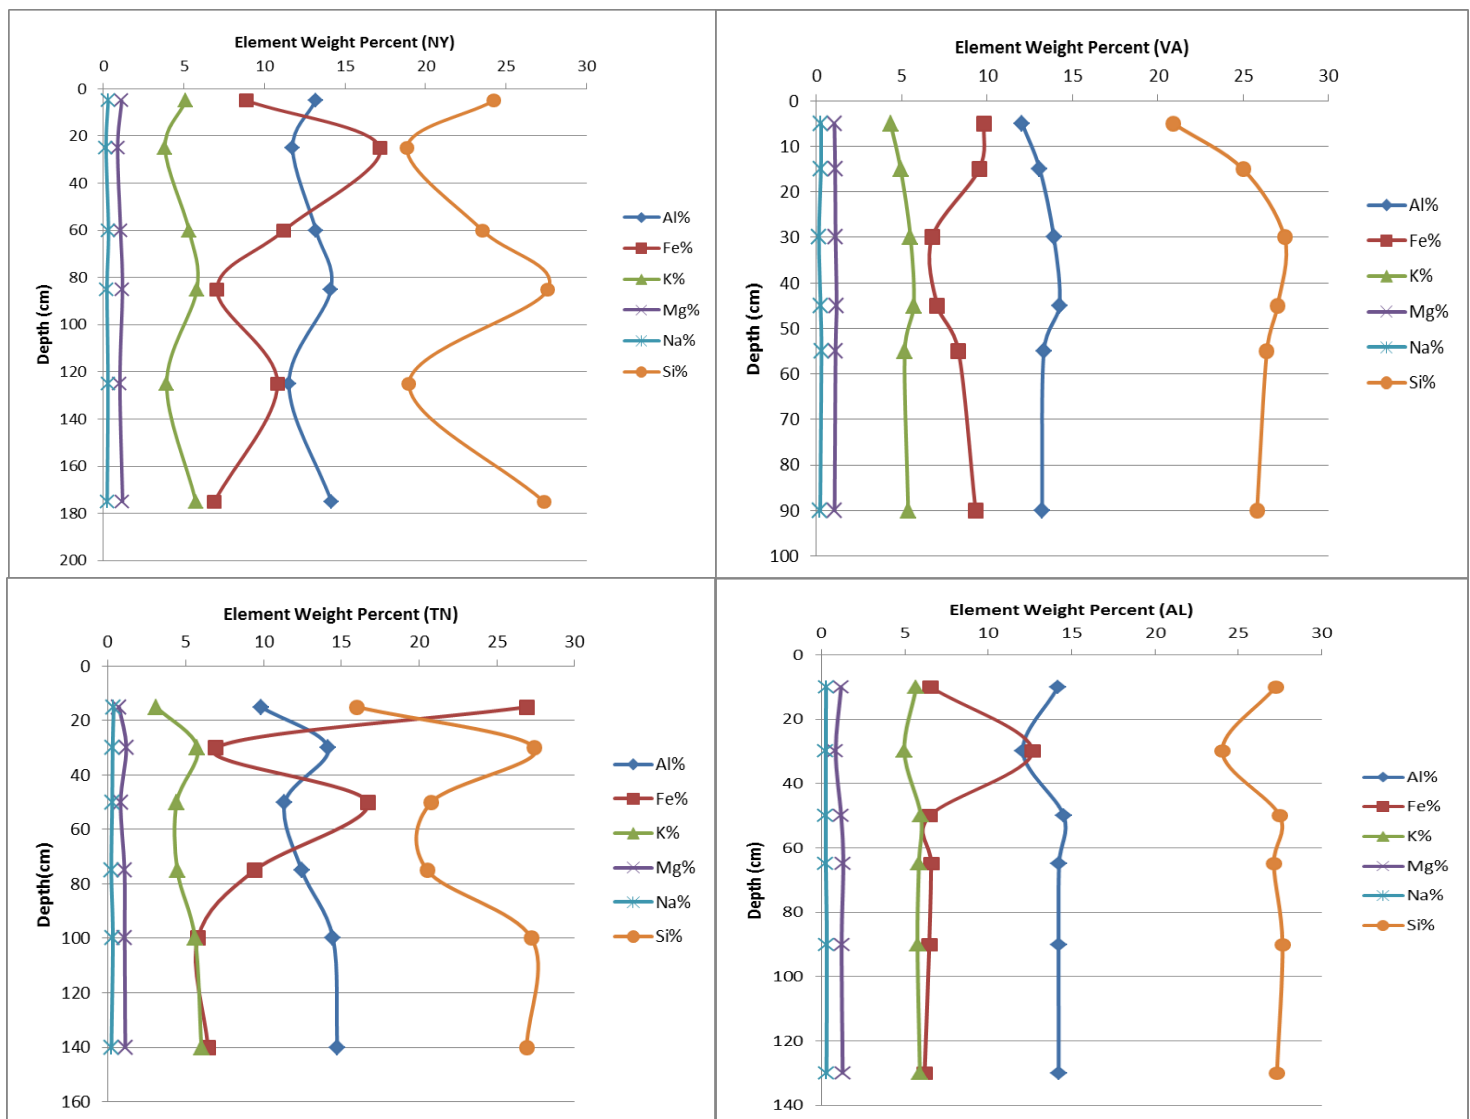 Element Weight Percent (NY)
0 5 10 15 20 25 30
0
20
40
60
80
100
120
140
160
180
200
Depth (cm)
Al%
Fe%
K%
Mg%
Na%
Si%
Element Weight Percent (VA)
0 5 10 15 20 25 30
0
10
20
30
40
50
60
70
80
90
100
Depth (cm)
Al%
Fe%
K%
Mg%
Na%
Si%
Element Weight Percent (TN)
0 5 10 15 20 25 30
0
20
40
60
80
100
120
140
160
Depth(cm)
Al%
Fe%
K%
Mg%
Na%
Si%
Element Weight Percent (AL)
0 5 10 15 20 25 30
0
20
40
60
80
100
120
140
Depth (cm)
Al%
Fe%
K%
Mg%
Na%
Si%